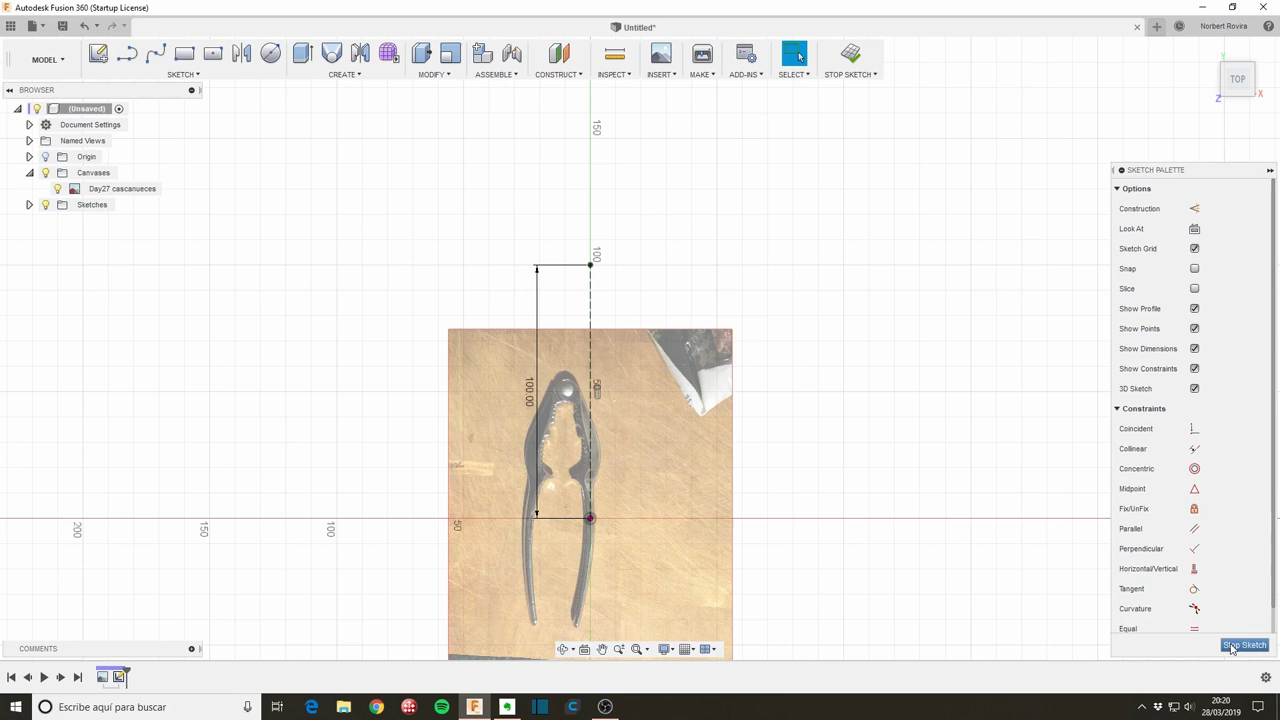 Autodesk Fusion 360 (Startup License)
Untitled*
Norbert Rovira
MODEL
SKETCH
CREATE
MODIFY
ASSEMBLE
CONSTRUCT
INSPECT
INSERT
MAKE
ADD-INS
SELECT
STOP SKETCH
BROWSER
(Unsaved)
Document Settings
Named Views
Origin
Canvases
Day27 cascanueces
Sketches
TOP
X
Y
Z
150
100
100.00
50
50
100
150
200
SKETCH PALETTE
Options
Construction
Look At
Sketch Grid
Snap
Slice
Show Profile
Show Points
Show Dimensions
Show Constraints
3D Sketch
Constraints
Coincident
Collinear
Concentric
Midpoint
Fix/UnFix
Parallel
Perpendicular
Horizontal/Vertical
Tangent
Curvature
Equal
Stop Sketch
COMMENTS
Escribe aquí para buscar
20:20
28/03/2019